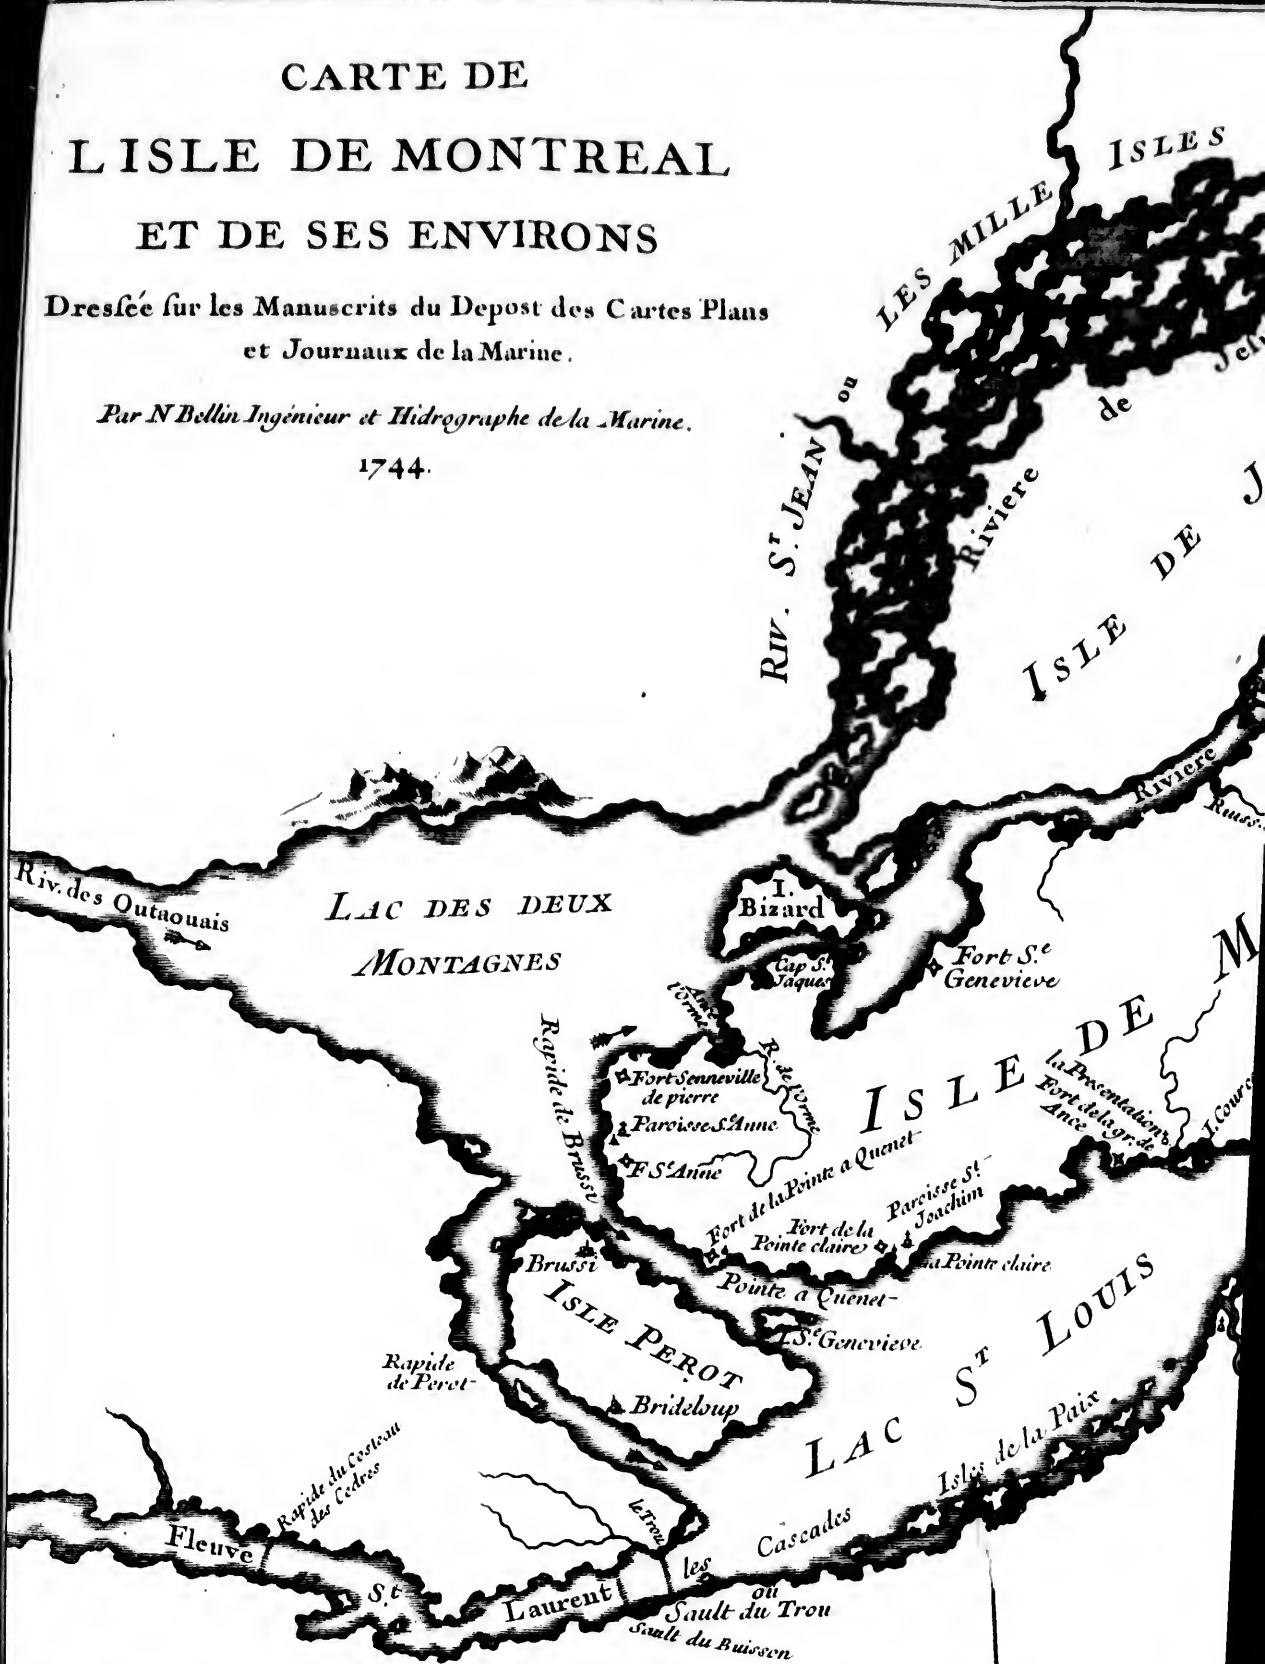 CARTE DE
L ISLE DE MONTREAL
ET DE SES ENVIRONS
Dresſée ſur les Manuscrits du Depost des Cartes Plans
et Journaux de la Marine.
Par N Bellin Ingénieur et Hidrographe de la Marine.
1744.
RIV. S.T JEAN
ou
LES MILLE ISLES
Riviere
de
ISLE DE J
Riviere
Ruiss.
Riv. des Outaouais
LAC DES DEUX
MONTAGNES
I.
Bizard
Cap S.t
Jaques
Ance
l'Orme
Fort S.e
Genevieve
Rapide de Brussi
Fort Senneville
de pierre
Paroisse S.e Anne
F S.e Anne
R. de l'Orme
ISLE DE M
la Presentation
Fort de la gr. de
Ance
I. Cource
Fort de la Pointe a Quenet
Fort de la
Pointe claire
Paroisse S.t
Joachim
la Pointe claire
Pointe a Quenet
I. S.e Genevieve
Brussi
ISLE PEROT
Brideloup
Rapide
de Perot
LAC ST LOUIS
Isles de la Paix
Rapide du Costeau
des Cedres
le Trou
Fleuve
S.t
Laurent
les Cascades
ou
Sault du Trou
Sault du Buisson